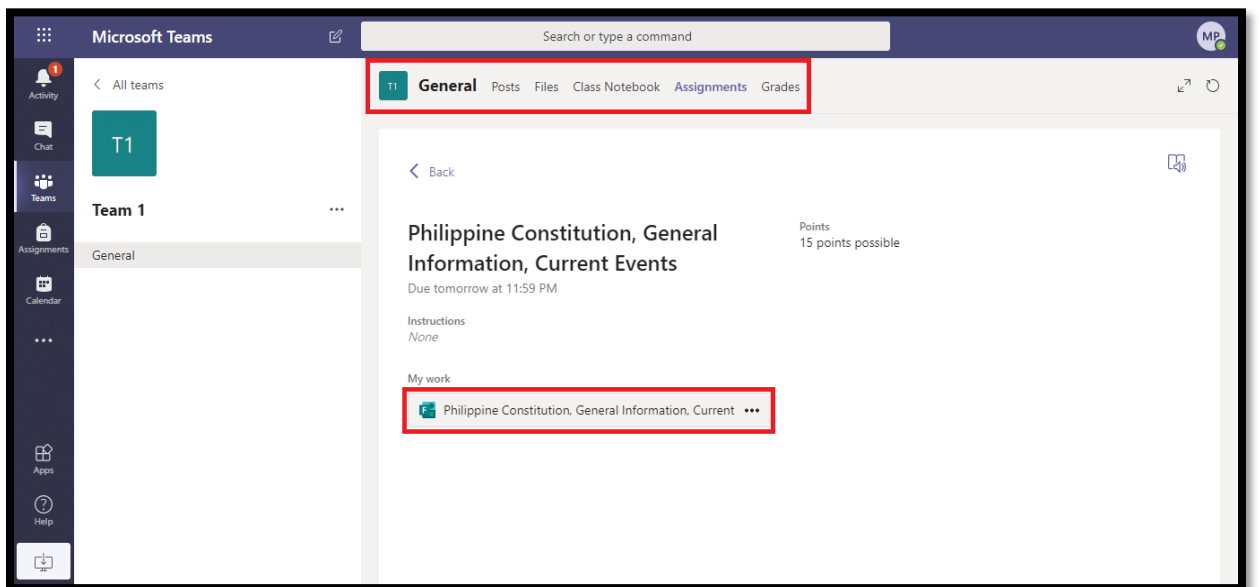 Microsoft Teams
Search or type a command
MP
1
Activity
Chat
Teams
Assignments
Calendar
Apps
Help
All teams
T1
Team 1
General
T1 General Posts Files Class Notebook Assignments Grades
Back
Philippine Constitution, General
Information, Current Events
Due tomorrow at 11:59 PM
Points
15 points possible
Instructions
None
My work
F Philippine Constitution, General Information, Current